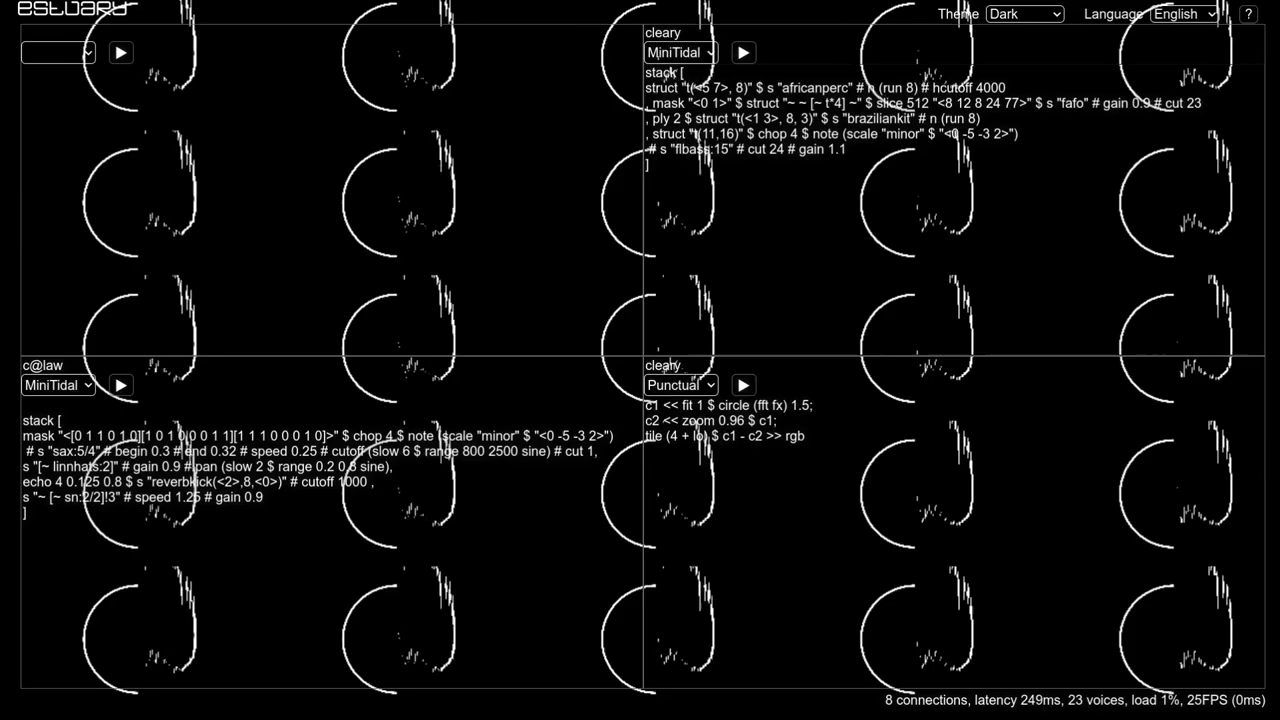 estuary
Theme Dark Language English ?
cleary
MiniTidal
stack [
struct "t(<5 7>, 8)" $ s "africanperc" # n (run 8) # hcutoff 4000
, mask "<0 1>" $ struct "~ ~ [~ t*4] ~" $ slice 512 "<8 12 8 24 77>" $ s "fafo" # gain 0.9 # cut 23
, ply 2 $ struct "t(<1 3>, 8, 3)" $ s "braziliankit" # n (run 8)
, struct "t(11,16)" $ chop 4 $ note (scale "minor" $ "<0 -5 -3 2>")
# s "flbass:15" # cut 24 # gain 1.1
]
c@law
MiniTidal
stack [
mask "<[0 1 1 0 1 0][1 0 1 0 0 0 1 1][1 1 1 0 0 0 1 0]>" $ chop 4 $ note (scale "minor" $ "<0 -5 -3 2>")
# s "sax:5/4" # begin 0.3 # end 0.32 # speed 0.25 # cutoff (slow 6 $ range 800 2500 sine) # cut 1,
s "[~ linnhats:2]" # gain 0.9 # pan (slow 2 $ range 0.2 0.8 sine),
echo 4 0.125 0.8 $ s "reverbkick(<2>,8,<0>)" # cutoff 1000 ,
s "~ [~ sn:2/2]!3" # speed 1.25 # gain 0.9
]
cleary
Punctual
c1 << fit 1 $ circle (fft fx) 1.5;
c2 << zoom 0.96 $ c1;
tile (4 + lo) $ c1 - c2 >> rgb
8 connections, latency 249ms, 23 voices, load 1%, 25FPS (0ms)